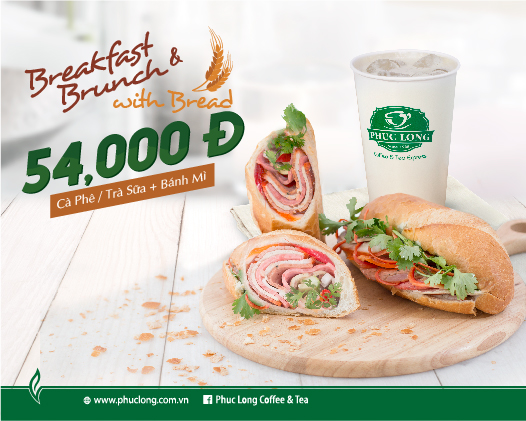 Breakfast
Brunch &
with Bread
54,000 Đ
Cà Phê / Trà Sữa + Bánh Mì
PHUC LONG
Coffee & Tea Express
www.phuclong.com.vn
Phuc Long Coffee & Tea